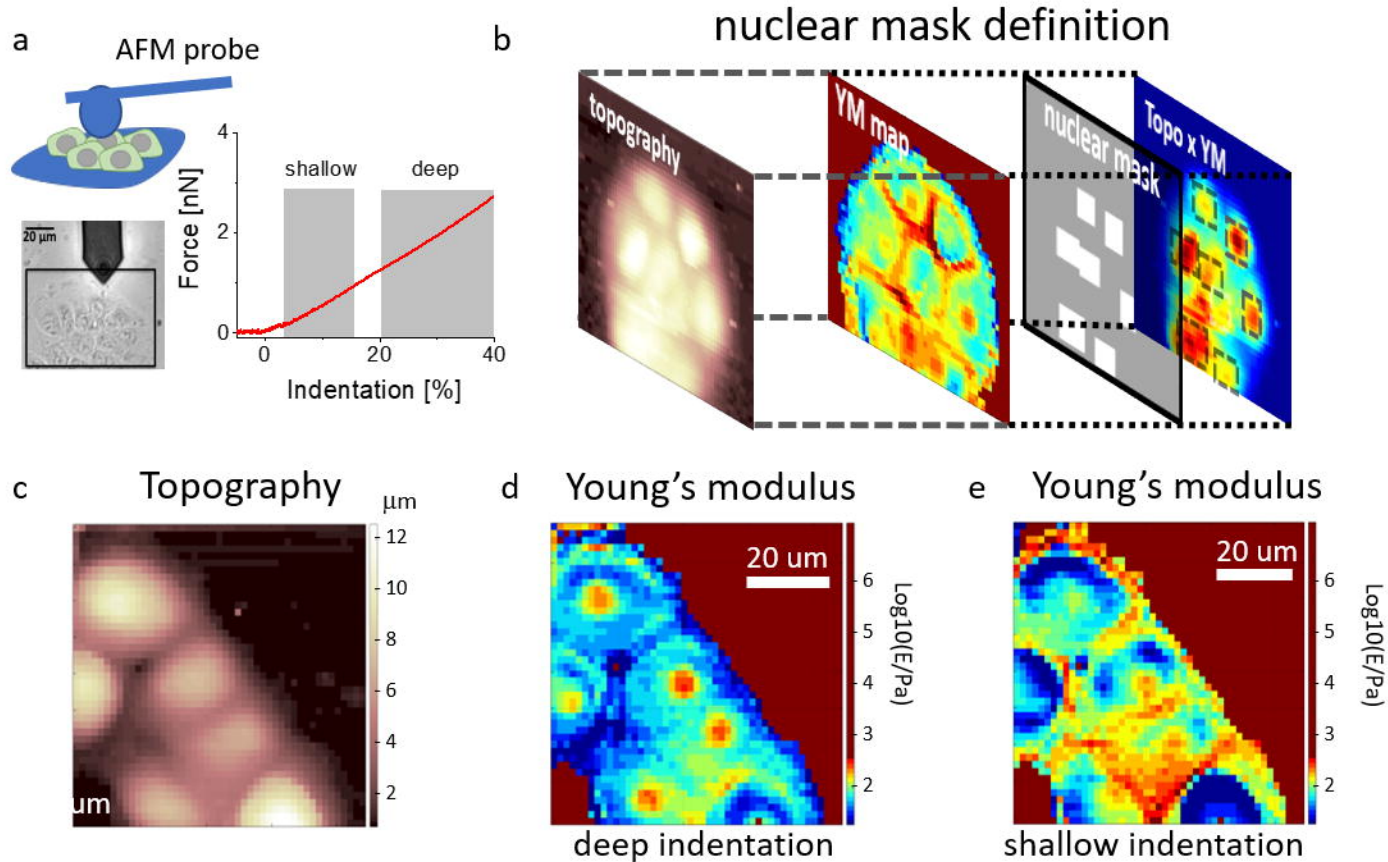 a
AFM probe
20 μm
4
2
0
Force [nN]
shallow
deep
0
20
40
Indentation [%]
b
nuclear mask definition
topography
YM map
nuclear mask
Topo x YM
c
Topography
μm
12
10
8
6
4
2
um
d
Young's modulus
20 um
6
5
4
3
2
Log10(E/Pa)
deep indentation
e
Young's modulus
20 um
6
5
4
3
2
Log10(E/Pa)
shallow indentation